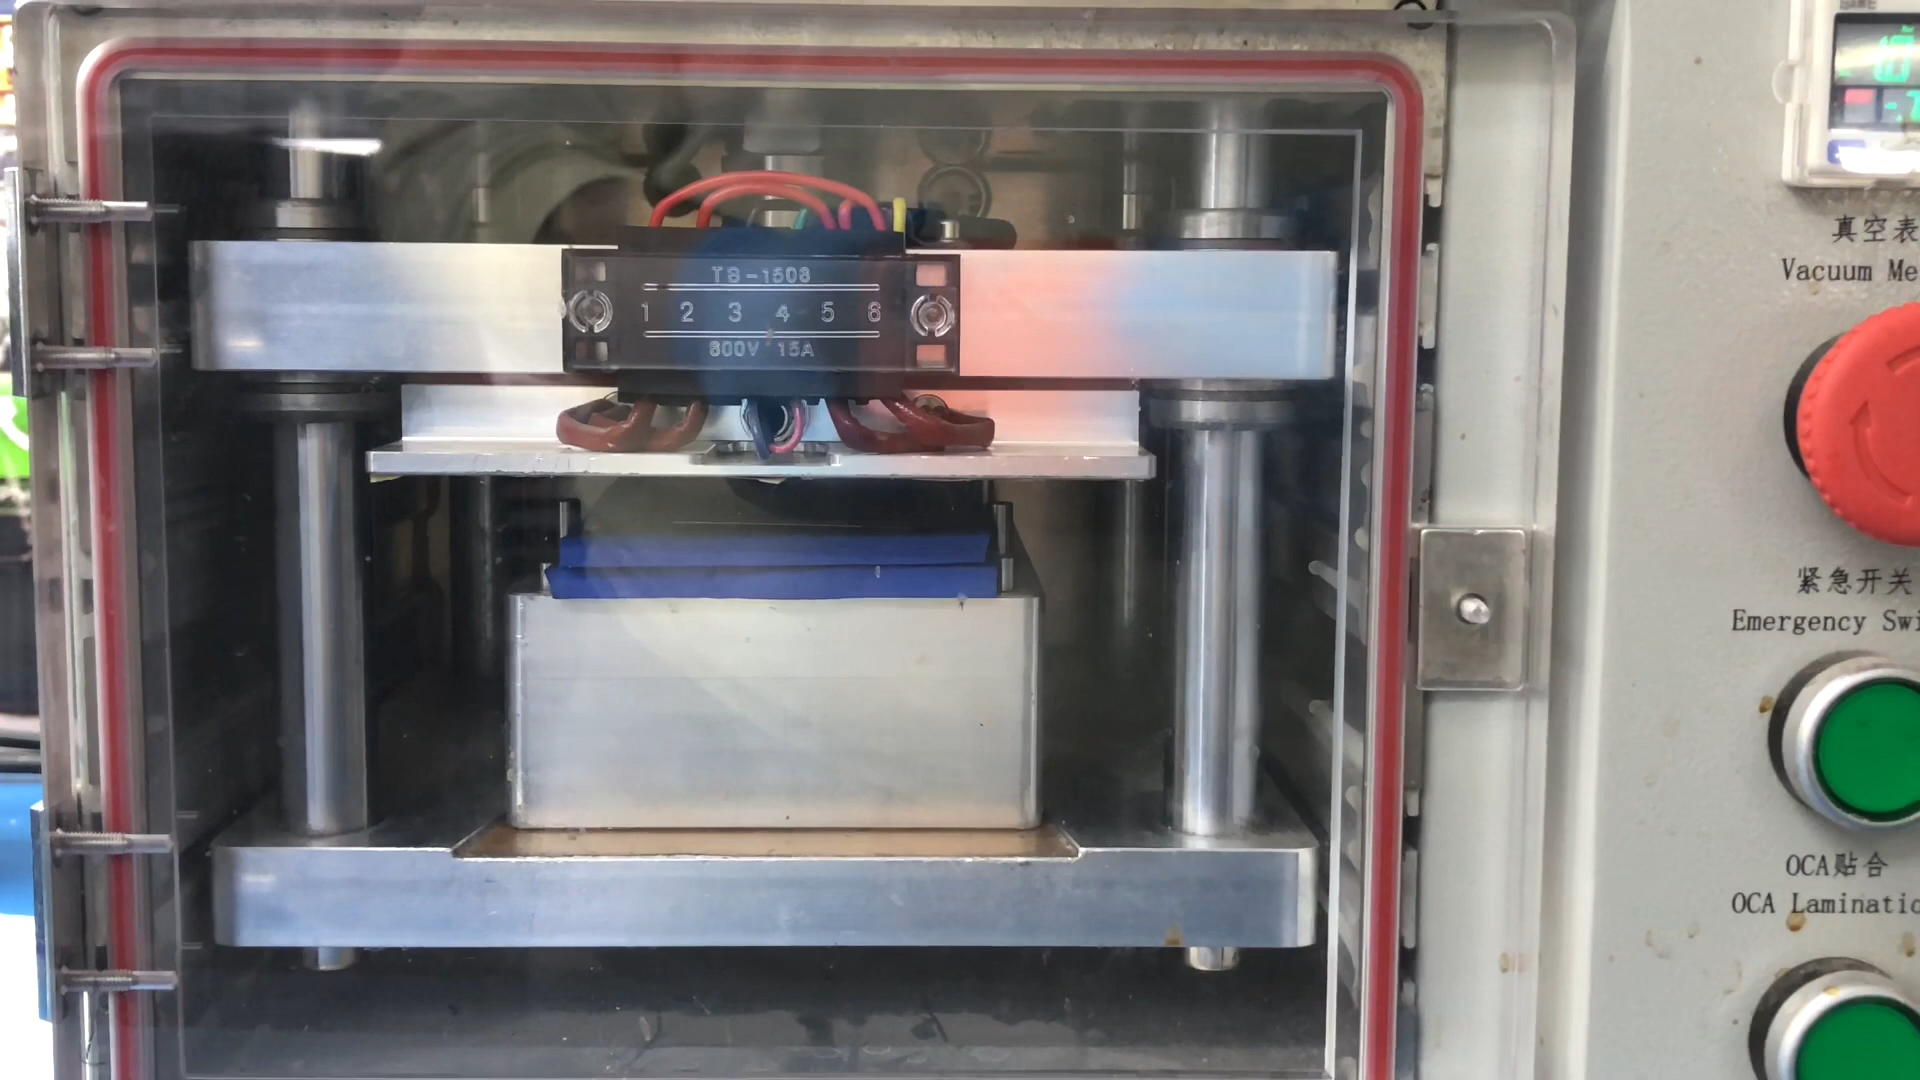 TB-1506
1 2 3 4 5 6
600V 15A
真空表
Vacuum Me
紧急开关
Emergency Swi
OCA贴合
OCA Laminatio